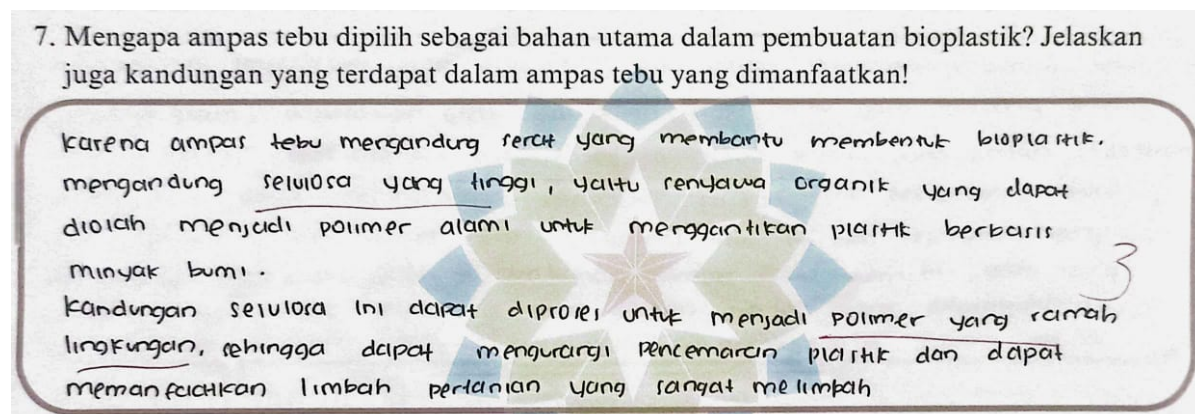 7. Mengapa ampas tebu dipilih sebagai bahan utama dalam pembuatan bioplastik? Jelaskan
juga kandungan yang terdapat dalam ampas tebu yang dimanfaatkan!
Karena ampas tebu mengandung serat yang membantu membentuk bioplastik.
mengandung selulosa yang tinggi, yaitu senyawa organik yang dapat
diolah menjadi polimer alami untuk menggantikan plastik berbasis
minyak bumi.
3
Kandungan selulosa ini dapat diproses untuk menjadi polimer yang ramah
lingkungan, sehingga dapat mengurangi pencemaran plastik dan dapat
memanfaatkan limbah pertanian yang sangat melimpah